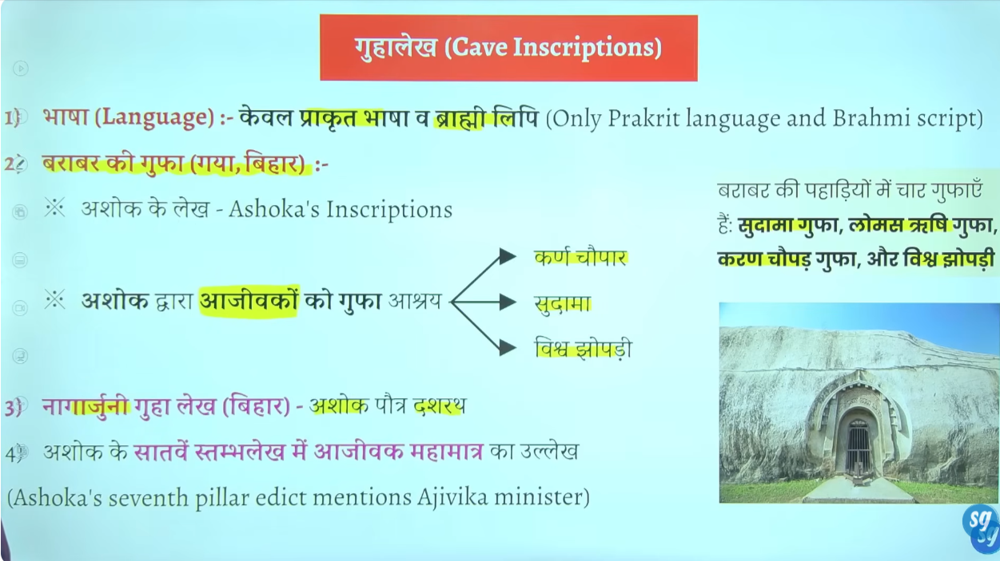 गुहालेख (Cave Inscriptions)
1) भाषा (Language) :- केवल प्राकृत भाषा व ब्राह्मी लिपि (Only Prakrit language and Brahmi script)
2) बराबर की गुफा (गया, बिहार) :-
※ अशोक के लेख - Ashoka's Inscriptions
※ अशोक द्वारा आजीवकों को गुफा आश्रय
कर्ण चौपार
सुदामा
विश्व झोपड़ी
बराबर की पहाड़ियों में चार गुफाएँ
हैं: सुदामा गुफा, लोमस ऋषि गुफा,
करण चौपड़ गुफा, और विश्व झोपड़ी
3) नागार्जुनी गुहा लेख (बिहार) - अशोक पौत्र दशरथ
4) अशोक के सातवें स्तम्भलेख में आजीवक महामात्र का उल्लेख
(Ashoka's seventh pillar edict mentions Ajivika minister)
sg
sg